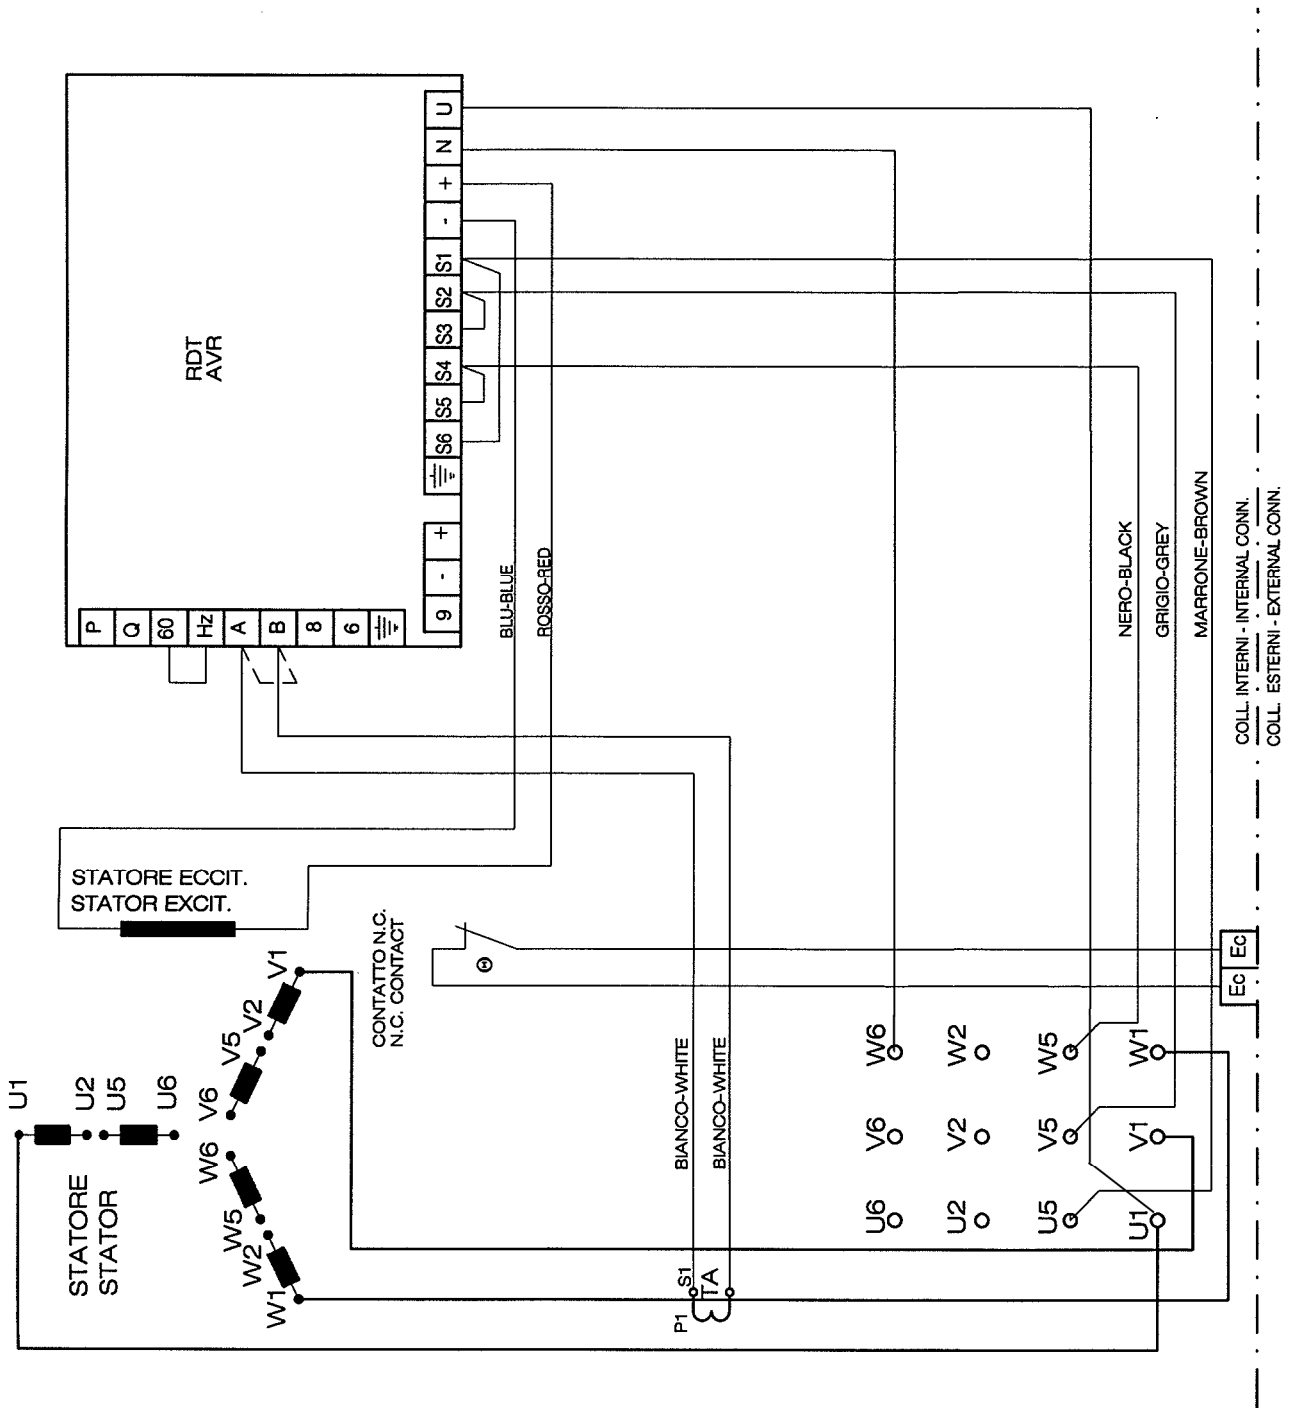 RDT
AVR
U
N
+
-
S1
S2
S3
S4
S5
S6
+
-
9
P
Q
60
Hz
A
B
8
6
BLU-BLUE
ROSSO-RED
NERO-BLACK
GRIGIO-GREY
MARRONE-BROWN
COLL. INTERNI - INTERNAL CONN.
COLL. ESTERNI - EXTERNAL CONN.
STATORE ECCIT.
STATOR EXCIT.
CONTATTO N.C.
N.C. CONTACT
Θ
Ec
Ec
U1
U2
U5
U6
V1
V2
V5
V6
W6
W5
W2
W1
STATORE
STATOR
BIANCO-WHITE
BIANCO-WHITE
S1
P1
TA
W6
W2
W5
W1
V6
V2
V5
V1
U6
U2
U5
U1